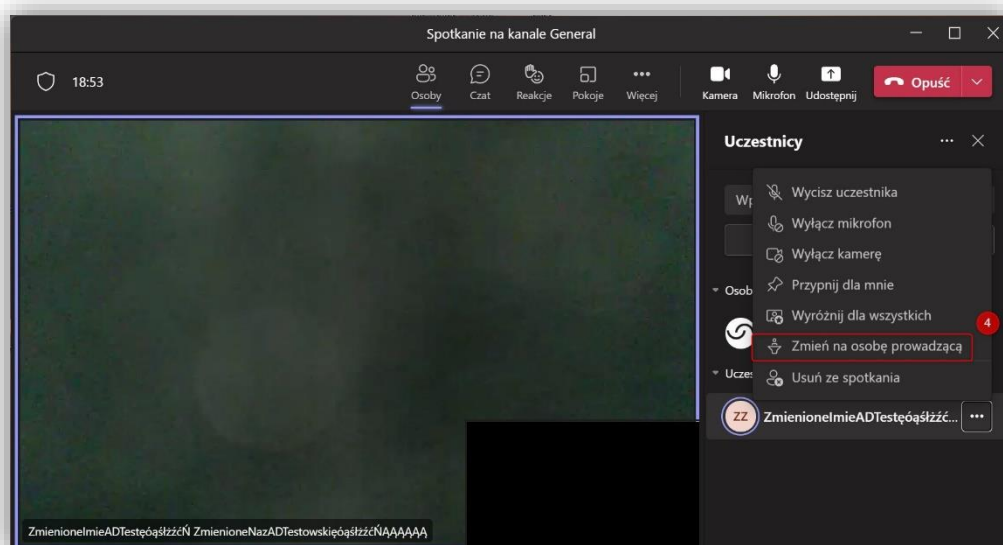 Spotkanie na kanale General
18:53
Osoby
Czat
Reakcje
Pokoje
Więcej
Kamera
Mikrofon
Udostępnij
Opuść
Uczestnicy
Wycisz uczestnika
Wyłącz mikrofon
Wyłącz kamerę
Przypnij dla mnie
Wyróżnij dla wszystkich
4
Zmień na osobę prowadzącą
Usuń ze spotkania
ZZ
ZmienioneImieADTestęóąśłżźć...
ZmienioneImieADTestęóąśłżźćŃ ZmienioneNazADTestowskięóąśłżźćŃĄĄĄĄĄĄ